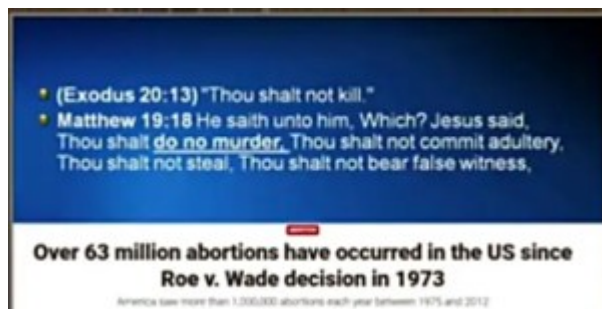 (Exodus 20:13) "Thou shalt not kill."
Matthew 19:18 He saith unto him, Which? Jesus said,
Thou shalt do no murder, Thou shalt not commit adultery,
Thou shalt not steal, Thou shalt not bear false witness,
Over 63 million abortions have occurred in the US since
Roe v. Wade decision in 1973
America saw more than 1,000,000 abortions each year between 1975 and 2012